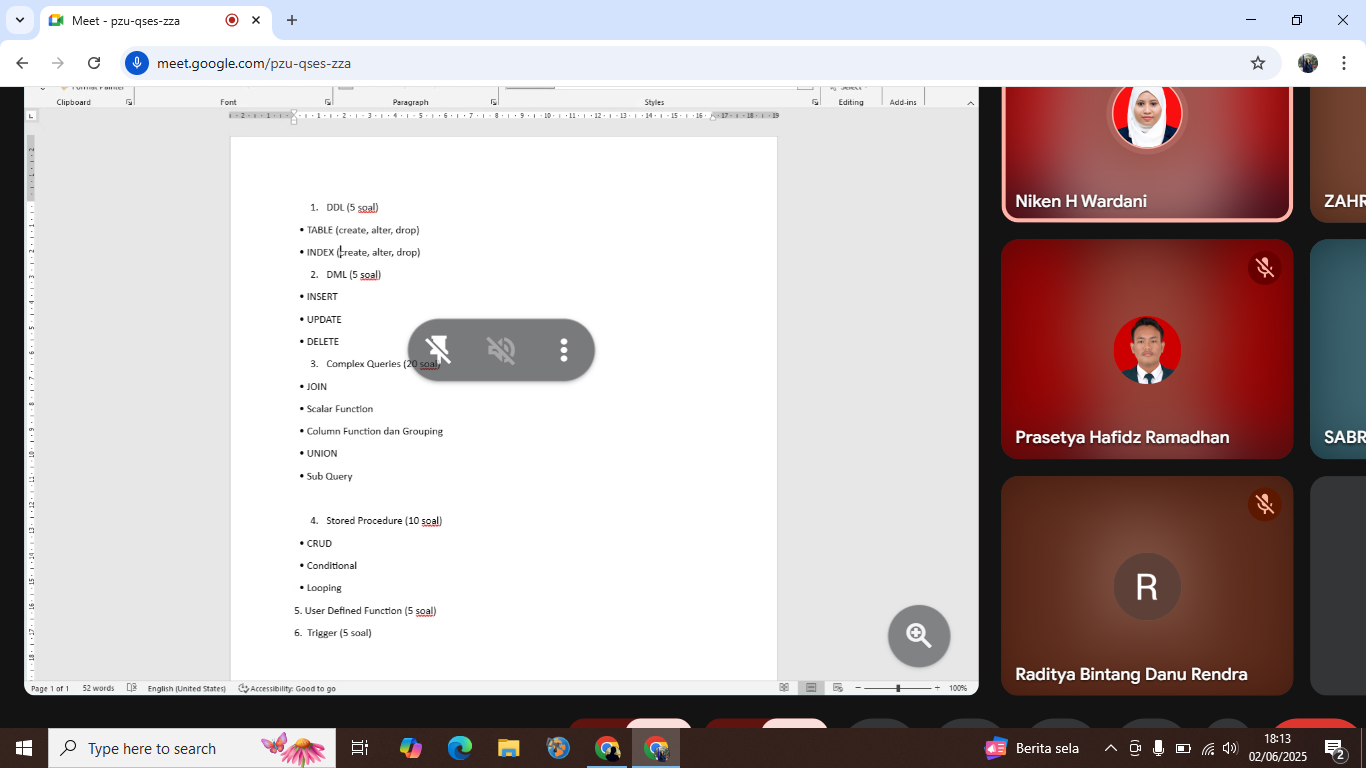 Meet - pzu-qses-zza
meet.google.com/pzu-qses-zza
Clipboard
Font
Paragraph
Styles
Editing
Add-ins
1. DDL (5 soal)
• TABLE (create, alter, drop)
• INDEX (create, alter, drop)
2. DML (5 soal)
• INSERT
• UPDATE
• DELETE
3. Complex Queries (20 soal)
• JOIN
• Scalar Function
• Column Function dan Grouping
• UNION
• Sub Query
4. Stored Procedure (10 soal)
• CRUD
• Conditional
• Looping
5. User Defined Function (5 soal)
6. Trigger (5 soal)
Page 1 of 1
52 words
English (United States)
Accessibility: Good to go
100%
Niken H Wardani
ZAHR
Prasetya Hafidz Ramadhan
SABR
R
Raditya Bintang Danu Rendra
Type here to search
Berita sela
18:13
02/06/2025
2